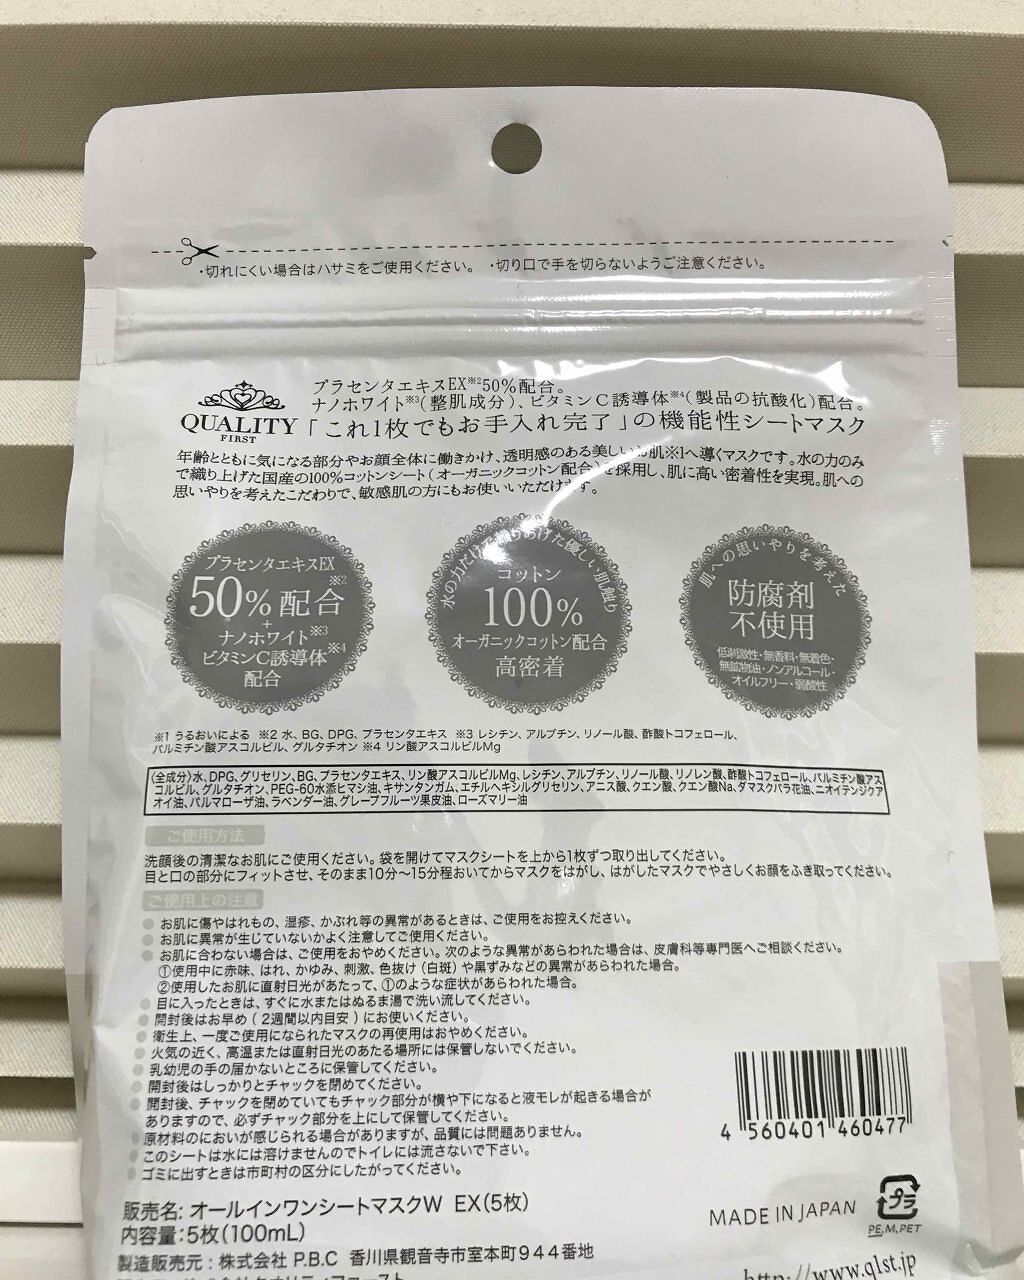 ・切れにくい場合はハサミをご使用ください。 ・切り口で手を切らないようご注意ください。
プラセンタエキスEX※2 50%配合。
ナノホワイト※3(整肌成分)、ビタミンC誘導体※4(製品の抗酸化)配合。
QUALITY FIRST 「これ1枚でもお手入れ完了」の機能性シートマスク
年齢とともに気になる部分やお顔全体に働きかけ、透明感のある美しいお肌※1へ導くマスクです。水の力のみ
で織り上げた国産の100%コットンシート(オーガニックコットン配合)を採用し、肌に高い密着性を実現。肌への
思いやりを考えたこだわりで、敏感肌の方にもお使いいただけます。
プラセンタエキスEX
50%配合※2
+
ナノホワイト※3
ビタミンC誘導体※4
配合
水の力だけで織りあげた優しい肌触り
コットン
100%
オーガニックコットン配合
高密着
肌への思いやりを考えた
防腐剤
不使用
低刺激性・無香料・無着色・
無鉱物油・ノンアルコール・
オイルフリー・弱酸性
※1 うるおいによる ※2 水、BG、DPG、プラセンタエキス ※3 レシチン、アルブチン、リノール酸、酢酸トコフェロール、
パルミチン酸アスコルビル、グルタチオン ※4 リン酸アスコルビルMg
〈全成分〉水、DPG、グリセリン、BG、プラセンタエキス、リン酸アスコルビルMg、レシチン、アルブチン、リノール酸、リノレン酸、酢酸トコフェロール、パルミチン酸アス
コルビル、グルタチオン、PEG-60水添ヒマシ油、キサンタンガム、エチルヘキシルグリセリン、アニス酸、クエン酸、クエン酸Na、ダマスクバラ花油、ニオイテンジクア
オイ油、パルマローザ油、ラベンダー油、グレープフルーツ果皮油、ローズマリー油
ご使用方法
洗顔後の清潔なお肌にご使用ください。袋を開けてマスクシートを上から1枚ずつ取り出してください。
目と口の部分にフィットさせ、そのまま10分〜15分程おいてからマスクをはがし、はがしたマスクでやさしくお顔をふき取ってください。
ご使用上の注意
● お肌に傷やはれもの、湿疹、かぶれ等の異常があるときは、ご使用をお控えください。
● お肌に異常が生じていないかよく注意してご使用ください。
● お肌に合わない場合は、ご使用をおやめください。次のような異常があらわれた場合は、皮膚科等専門医へご相談ください。
①使用中に赤味、はれ、かゆみ、刺激、色抜け(白斑)や黒ずみなどの異常があらわれた場合。
②使用したお肌に直射日光があたって、①のような症状があらわれた場合。
● 目に入ったときは、すぐに水またはぬるま湯で洗い流してください。
● 開封後はお早め(2週間以内目安)にお使いください。
● 衛生上、一度ご使用になられたマスクの再使用はおやめください。
● 火気の近く、高温または直射日光のあたる場所には保管しないでください。
● 乳幼児の手の届かないところに保管してください。
● 開封後はしっかりとチャックを閉めてください。
● 開封後、チャックを閉めていてもチャック部分が横や下になると液モレが起きる場合が
ありますので、必ずチャック部分を上にして保管してください。
● 原材料のにおいが感じられる場合がありますが、品質には問題ありません。
● このシートは水には溶けませんのでトイレには流さないで下さい。
● ゴミに出すときは市町村の区分にしたがってください。
4 560401 460477
販売名: オールインワンシートマスクW EX(5枚)
内容量:5枚(100mL)
MADE IN JAPAN
プラ
PE,M,PET
製造販売元 : 株式会社 P.B.C 香川県観音寺市室本町944番地
http://www.qlst.jp